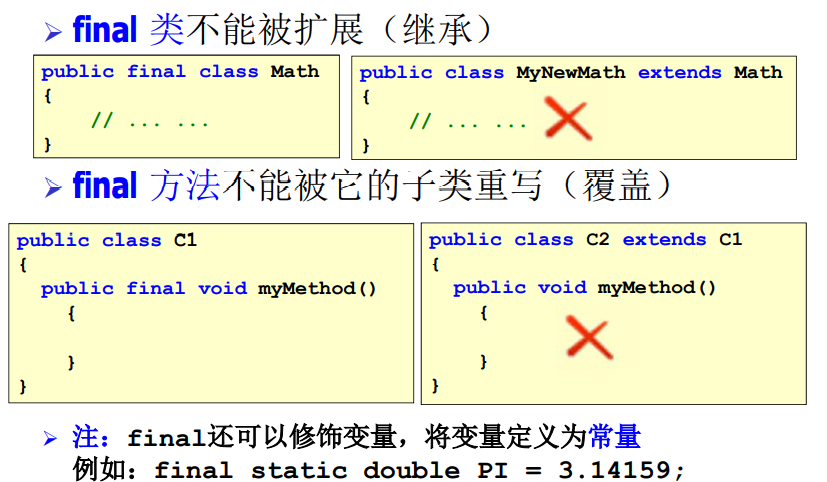 ➢ final 类不能被扩展（继承）
public final class Math
{
// ... ...
}
public class MyNewMath extends Math
{
// ... ...
}
➢ final 方法不能被它的子类重写（覆盖）
public class C1
{
public final void myMethod()
{
}
}
public class C2 extends C1
{
public void myMethod()
{
}
}
➢ 注：final还可以修饰变量，将变量定义为常量
例如：final static double PI = 3.14159;